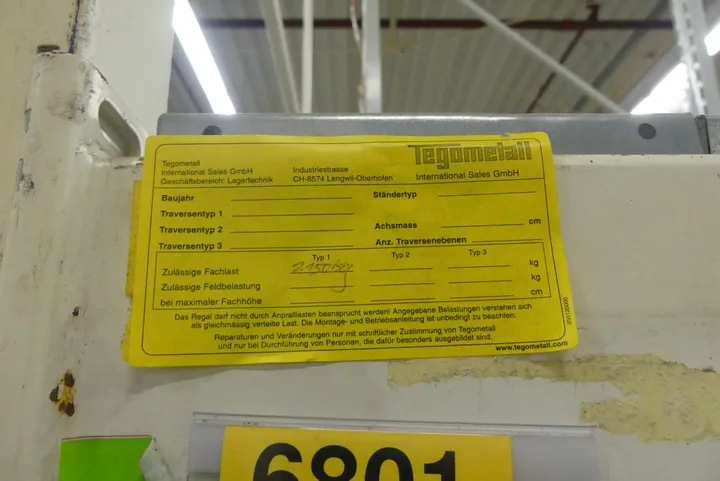 Tegometall
International Sales GmbH
Geschäftsbereich: Lagertechnik
Industriestrasse
CH-8574 Lengwil-Oberhofen
Tegometall
International Sales GmbH
Baujahr
Ständertyp
Traversentyp 1
Traversentyp 2
Achsmass cm
Traversentyp 3
Anz. Traversenebenen
Typ 1 Typ 2 Typ 3
Zulässige Fachlast 2150kg kg
Zulässige Feldbelastung kg
bei maximaler Fachhöhe cm
Das Regal darf nicht durch Anpralllasten beansprucht werden! Angegebene Belastungen verstehen sich
als gleichmässig verteilte Last. Die Montage- und Betriebsanleitung ist unbedingt zu beachten.
Reparaturen und Veränderungen nur mit schriftlicher Zustimmung von Tegometall
und nur bei Durchführung von Personen, die dafür besonders ausgebildet sind.
www.tegometall.com
6801